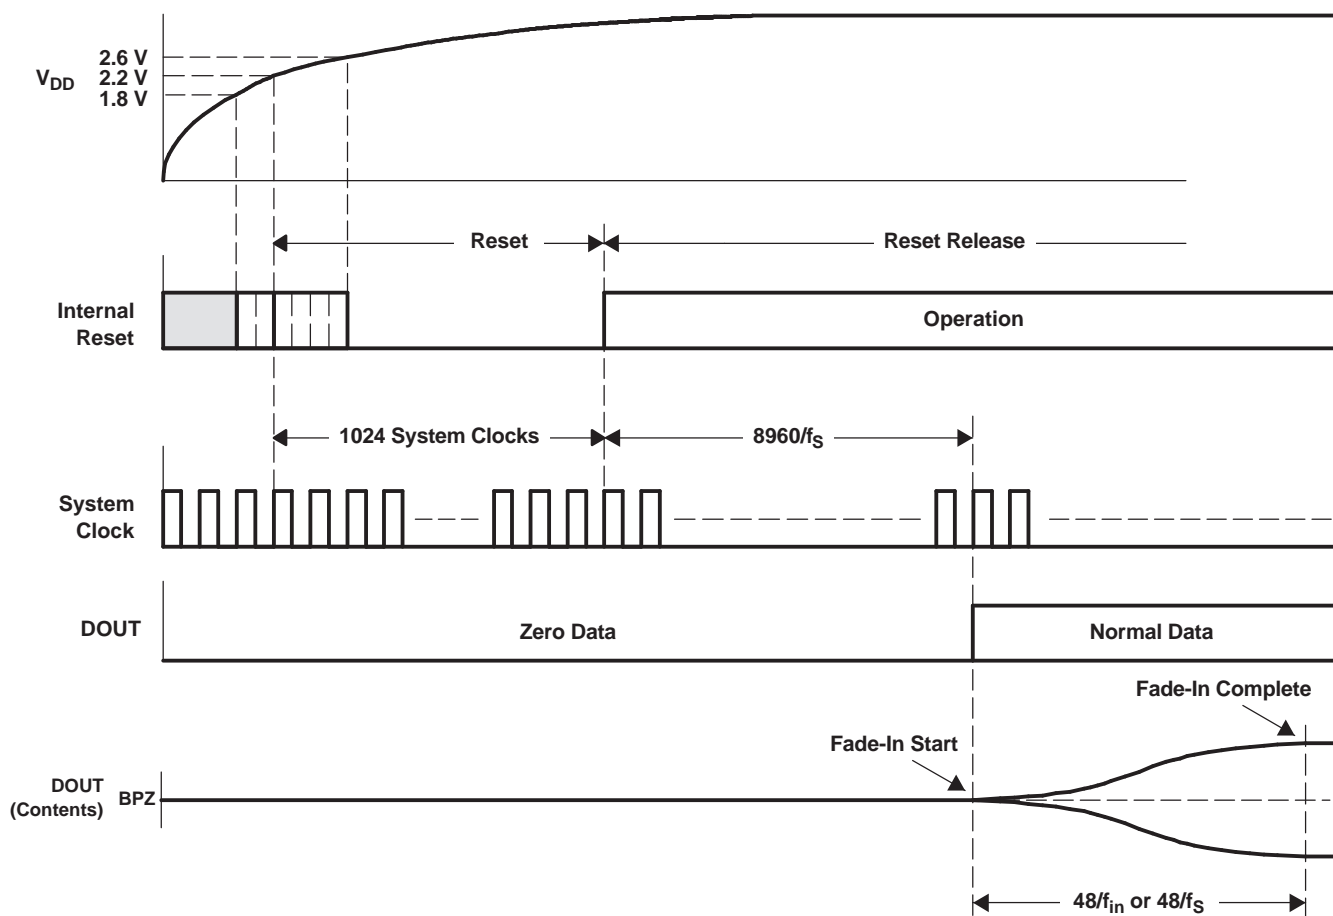 2.6 V
V_DD 2.2 V
1.8 V
Reset
Reset Release
Internal
Reset
Operation
1024 System Clocks
8960/f_S
System
Clock
DOUT
Zero Data
Normal Data
Fade-In Complete
Fade-In Start
DOUT
(Contents)
BPZ
48/f_in or 48/f_S